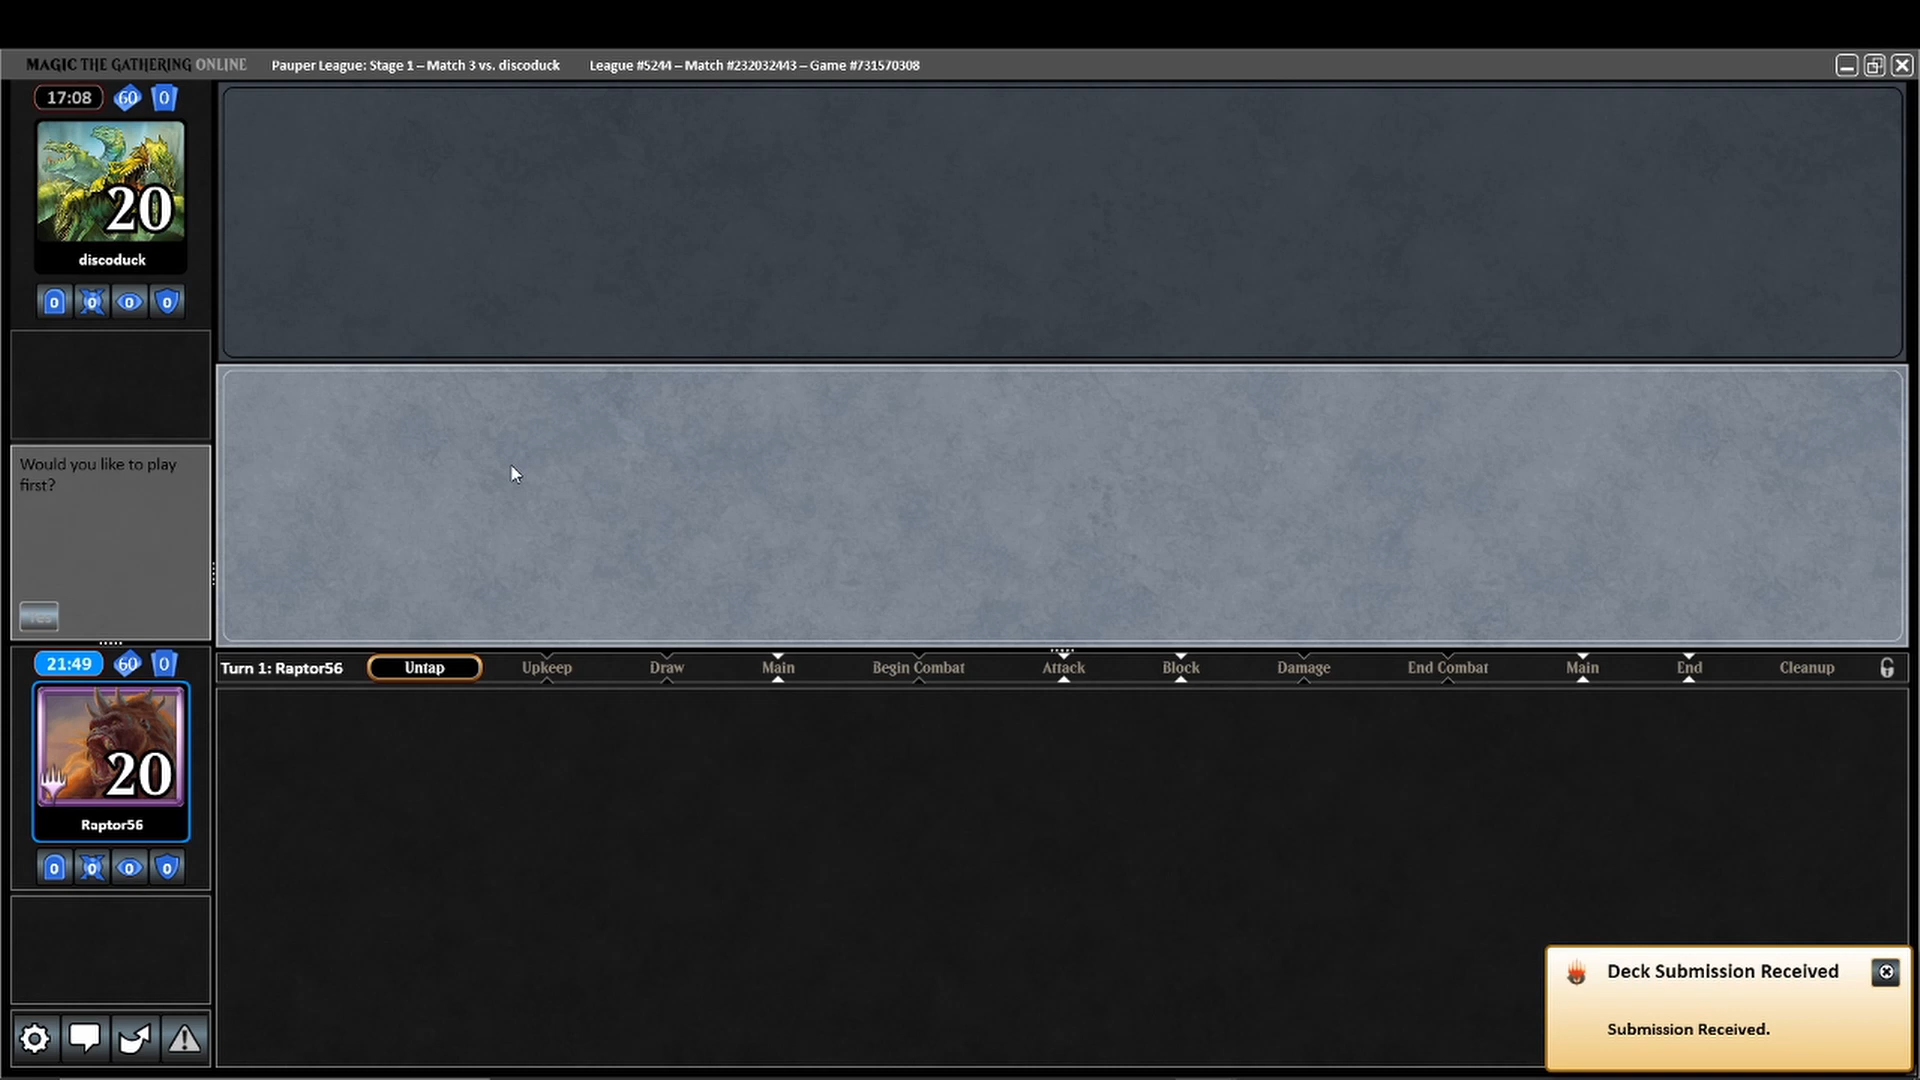 MAGIC THE GATHERING ONLINE
Pauper League: Stage 1 – Match 3 vs. discoduck
League #5244 – Match #232032443 – Game #731570308
17:08
60
0
20
discoduck
0
0
0
0
Would you like to play
first?
Yes
21:49
60
0
Turn 1: Raptor56
Untap
Upkeep
Draw
Main
Begin Combat
Attack
Block
Damage
End Combat
Main
End
Cleanup
20
Raptor56
0
0
0
0
Deck Submission Received
Submission Received.